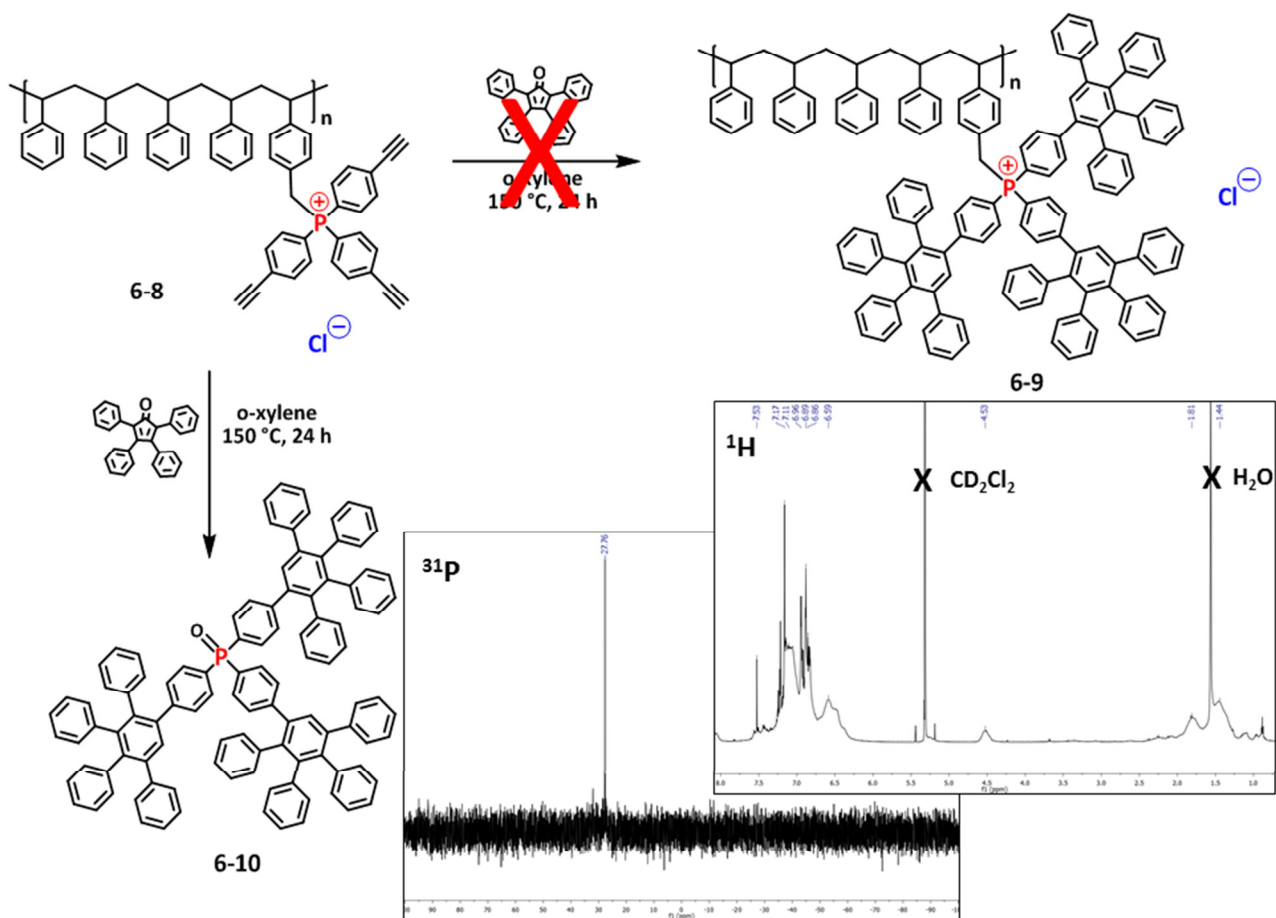 n
n
O
o-xylene
150 °C, 24 h
P
+
Cl
−
6-8
P
+
Cl
−
6-9
O
o-xylene
150 °C, 24 h
O
P
6-10
¹H
7.53
7.17
7.11
6.96
6.89
6.86
6.59
4.53
1.81
1.44
X CD₂Cl₂
X H₂O
8.0 7.5 7.0 6.5 6.0 5.5 5.0 4.5 4.0 3.5 3.0 2.5 2.0 1.5 1.0
f1 (ppm)
³¹P
27.76
90 80 70 60 50 40 30 20 10 0 -10 -20 -30 -40 -50 -60 -70 -80 -90
f1 (ppm)